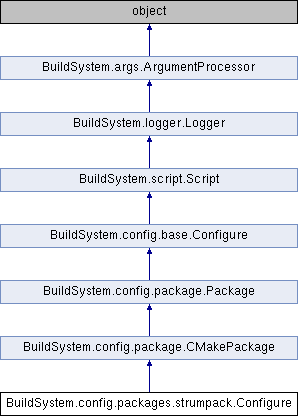 object
BuildSystem.args.ArgumentProcessor
BuildSystem.logger.Logger
BuildSystem.script.Script
BuildSystem.config.base.Configure
BuildSystem.config.package.Package
BuildSystem.config.package.CMakePackage
BuildSystem.config.packages.strumpack.Configure